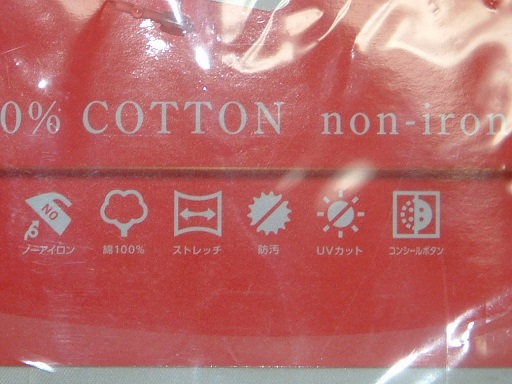 0% COTTON non-iron
NO
ノーアイロン 綿100% ストレッチ 防汚 UVカット コンシールボタン